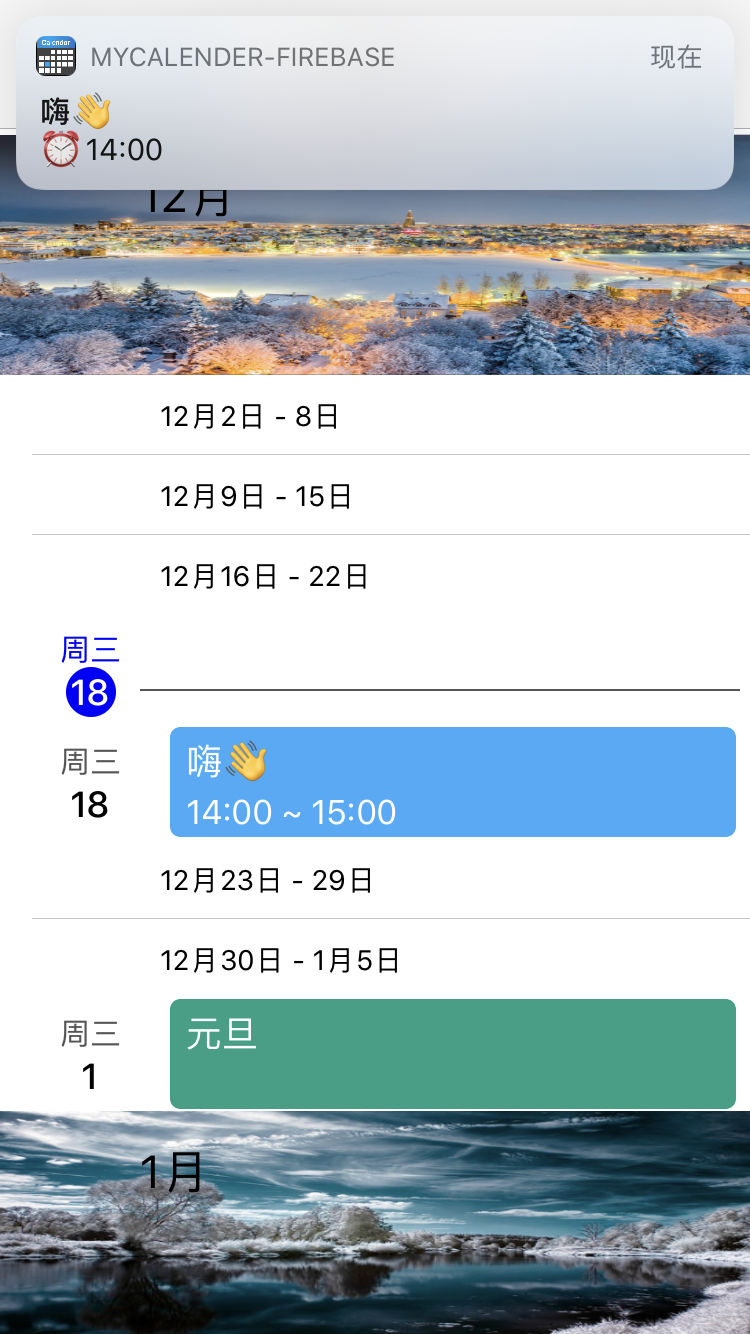 Calendar
MYCALENDER-FIREBASE
现在
嗨👋
⏰14:00
12月
12月2日 - 8日
12月9日 - 15日
12月16日 - 22日
周三
18
周三
18
嗨👋
14:00 ~ 15:00
12月23日 - 29日
12月30日 - 1月5日
周三
1
元旦
1月